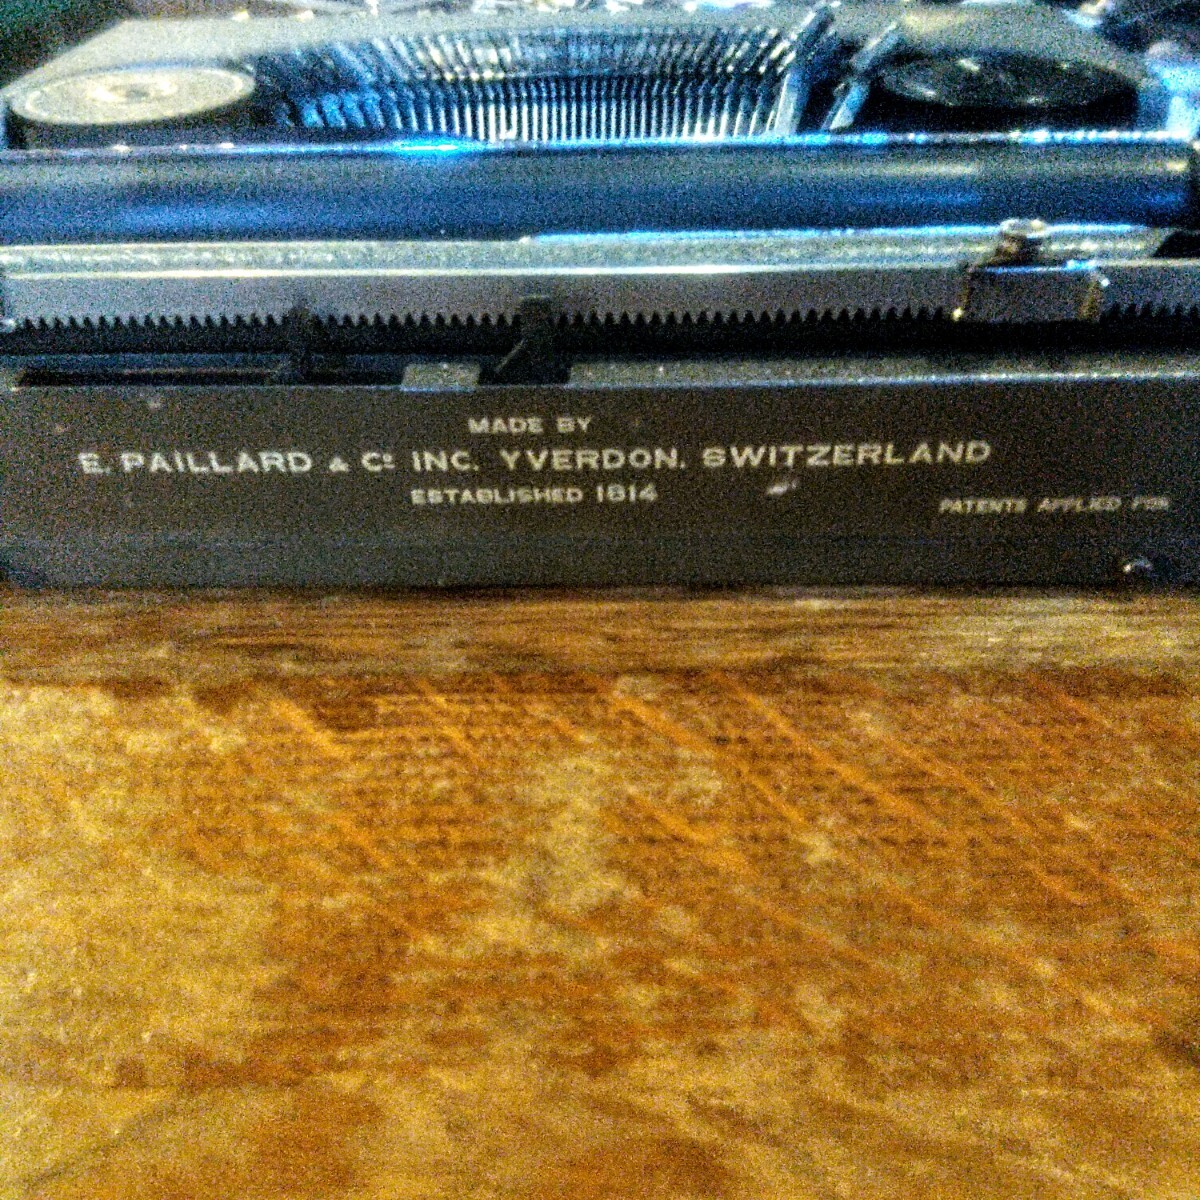 MADE BY
E. PAILLARD & Cº INC. YVERDON. SWITZERLAND
ESTABLISHED 1814
PATENTS APPLIED FOR